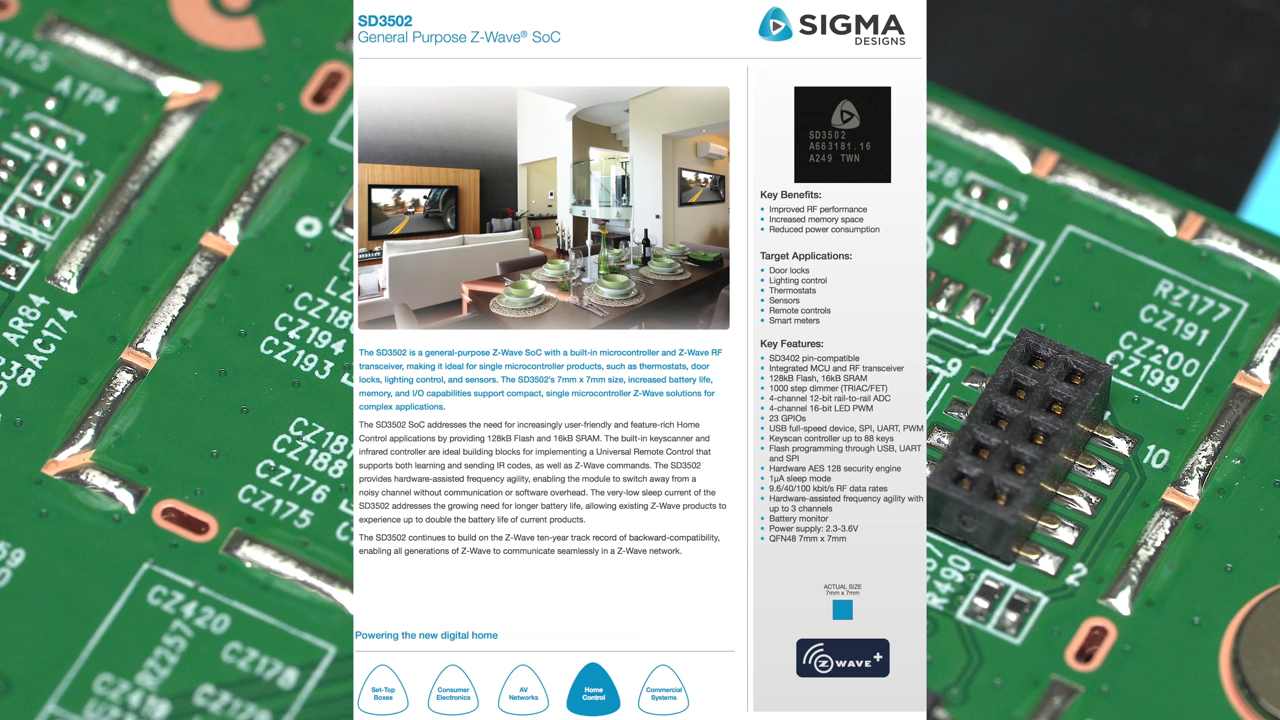 SD3502
General Purpose Z-Wave® SoC
SIGMA
DESIGNS
SD3502
A663181.16
A249 TWN
Key Benefits:
Improved RF performance
Increased memory space
Reduced power consumption
Target Applications:
Door locks
Lighting control
Thermostats
Sensors
Remote controls
Smart meters
Key Features:
SD3402 pin-compatible
Integrated MCU and RF transceiver
128kB Flash, 16kB SRAM
1000 step dimmer (TRIAC/FET)
4-channel 12-bit rail-to-rail ADC
4-channel 16-bit LED PWM
23 GPIOs
USB full-speed device, SPI, UART, PWM
Keyscan controller up to 88 keys
Flash programming through USB, UART
and SPI
Hardware AES 128 security engine
1µA sleep mode
9.6/40/100 kbit/s RF data rates
Hardware-assisted frequency agility with
up to 3 channels
Battery monitor
Power supply: 2.3-3.6V
QFN48 7mm x 7mm
ACTUAL SIZE
7mm x 7mm
Z WAVE+
The SD3502 is a general-purpose Z-Wave SoC with a built-in microcontroller and Z-Wave RF
transceiver, making it ideal for single microcontroller products, such as thermostats, door
locks, lighting control, and sensors. The SD3502's 7mm x 7mm size, increased battery life,
memory, and I/O capabilities support compact, single microcontroller Z-Wave solutions for
complex applications.
The SD3502 SoC addresses the need for increasingly user-friendly and feature-rich Home
Control applications by providing 128kB Flash and 16kB SRAM. The built-in keyscanner and
infrared controller are ideal building blocks for implementing a Universal Remote Control that
supports both learning and sending IR codes, as well as Z-Wave commands. The SD3502
provides hardware-assisted frequency agility, enabling the module to switch away from a
noisy channel without communication or software overhead. The very-low sleep current of the
SD3502 addresses the growing need for longer battery life, allowing existing Z-Wave products to
experience up to double the battery life of current products.
The SD3502 continues to build on the Z-Wave ten-year track record of backward-compatibility,
enabling all generations of Z-Wave to communicate seamlessly in a Z-Wave network.
Powering the new digital home
Set-Top
Boxes
Consumer
Electronics
AV
Networks
Home
Control
Commercial
Systems
ATP5
ATP4
CZ178
CZ420
2
10